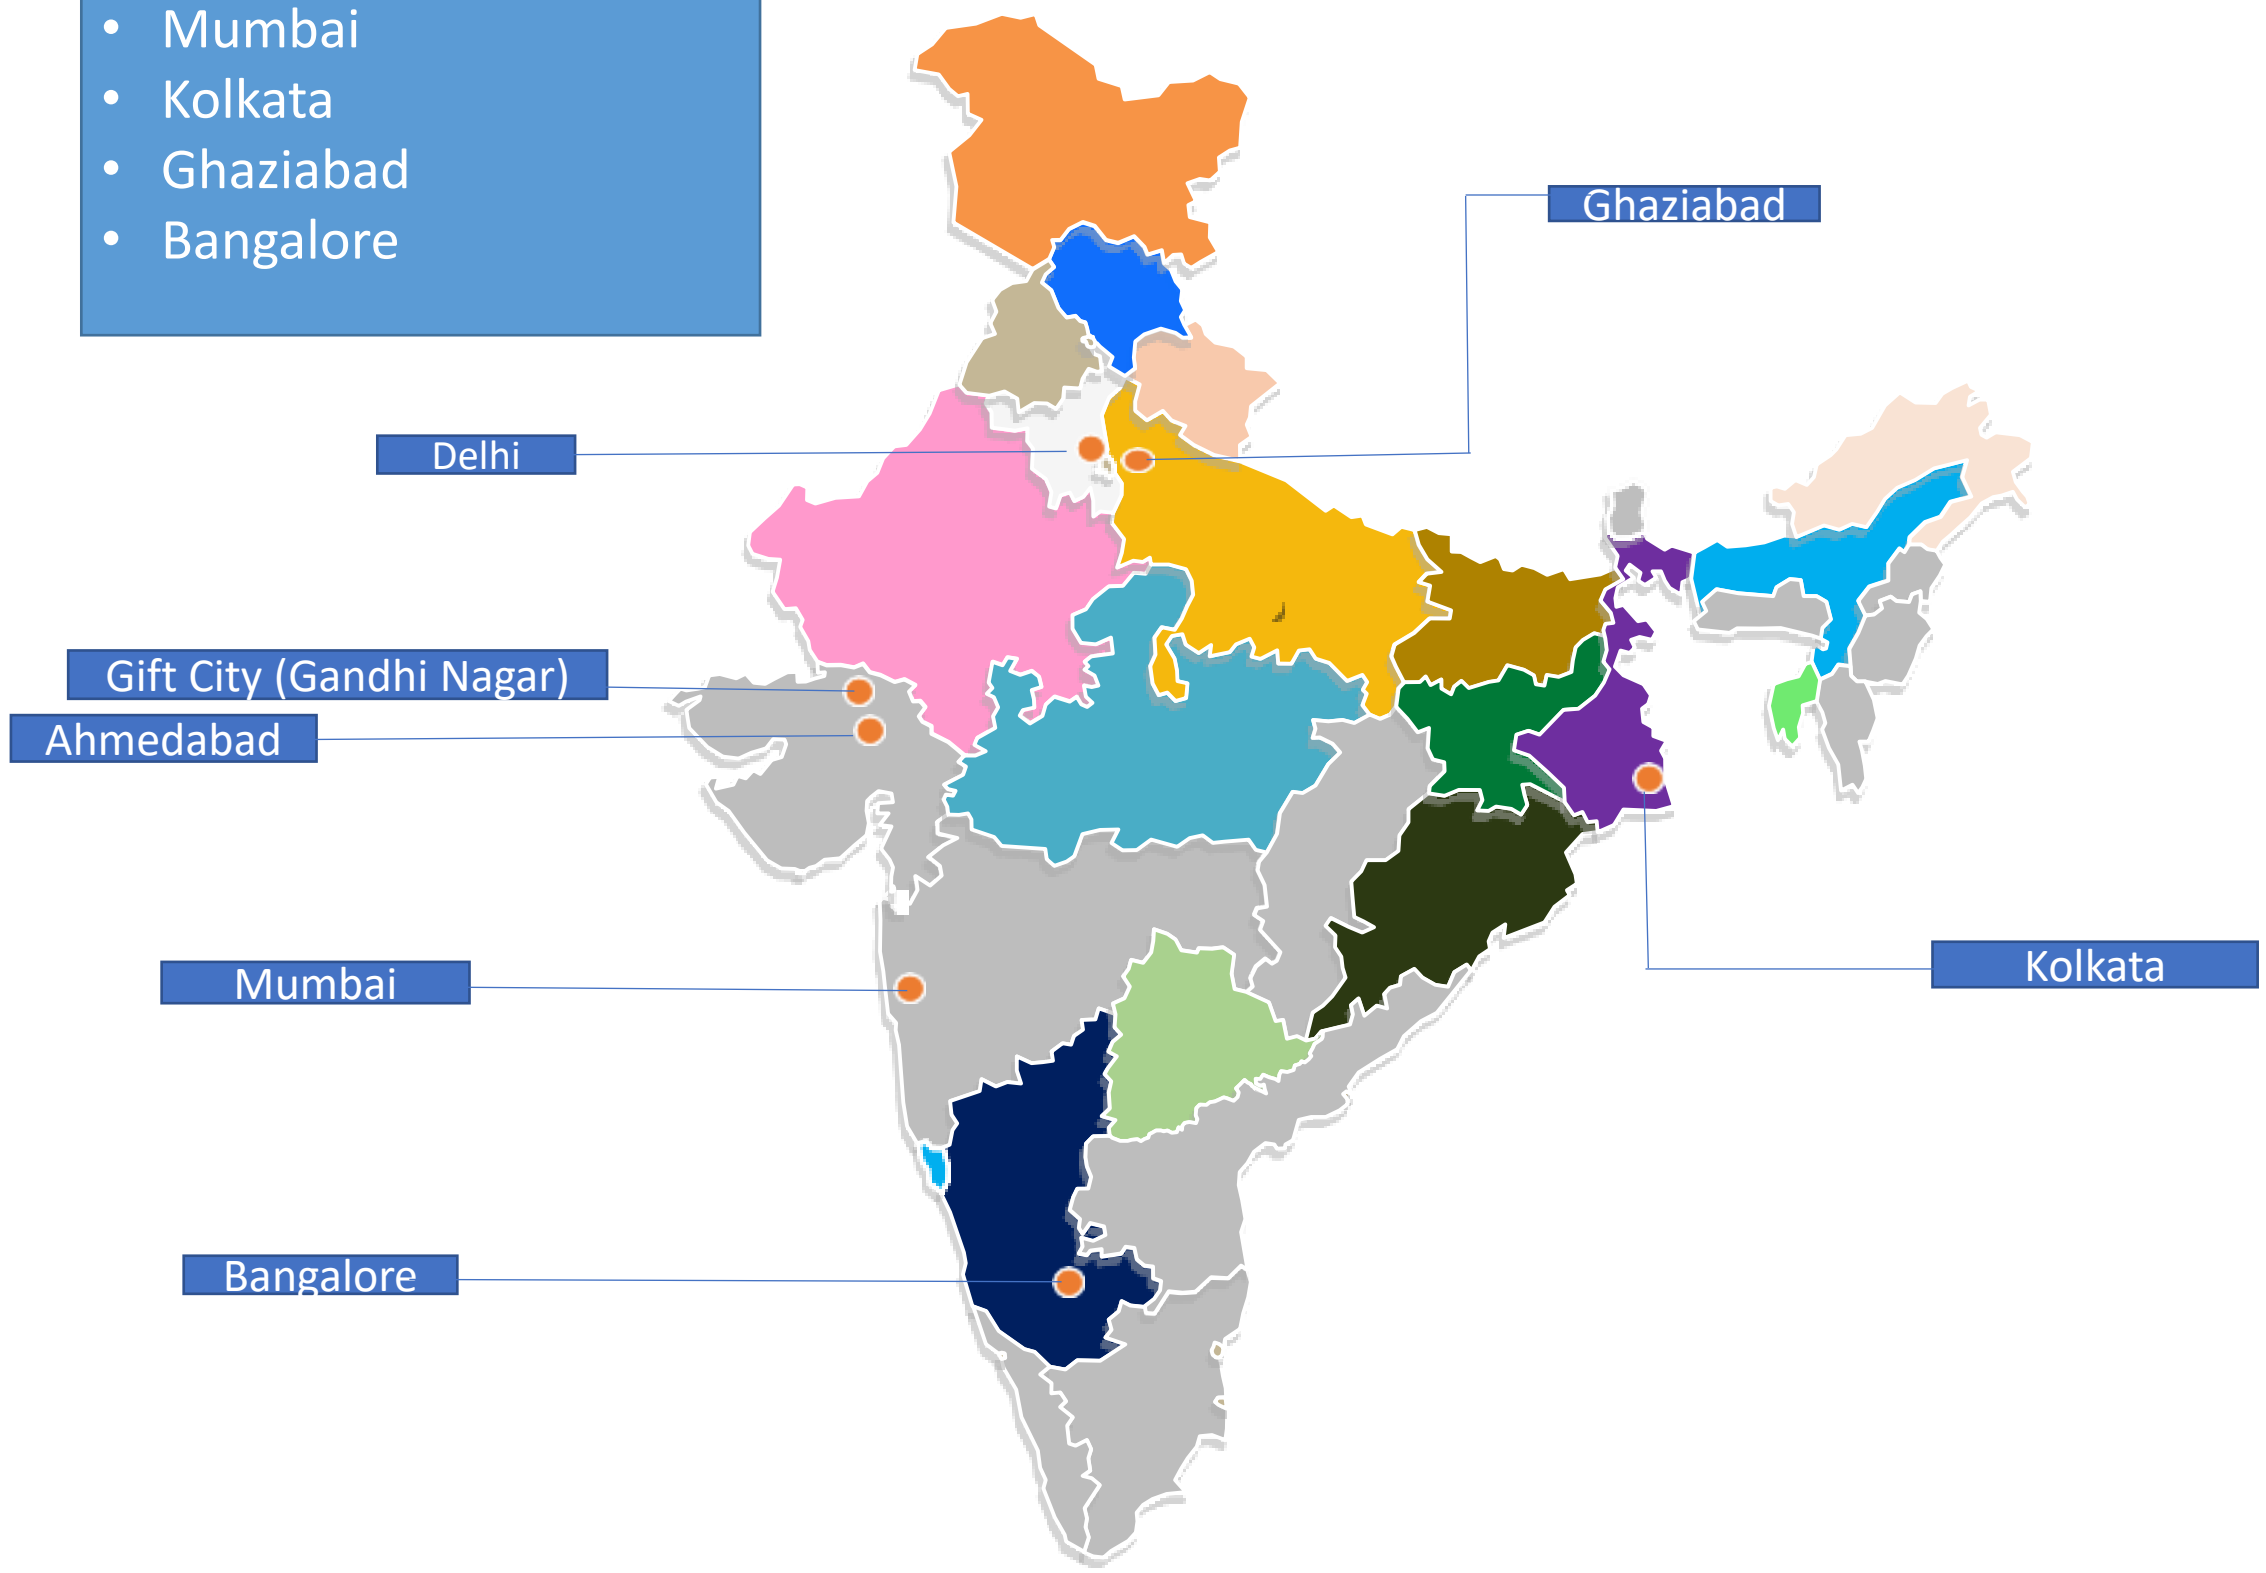 • Mumbai
• Kolkata
• Ghaziabad
• Bangalore
Ghaziabad
Delhi
Gift City (Gandhi Nagar)
Ahmedabad
Mumbai
Kolkata
Bangalore